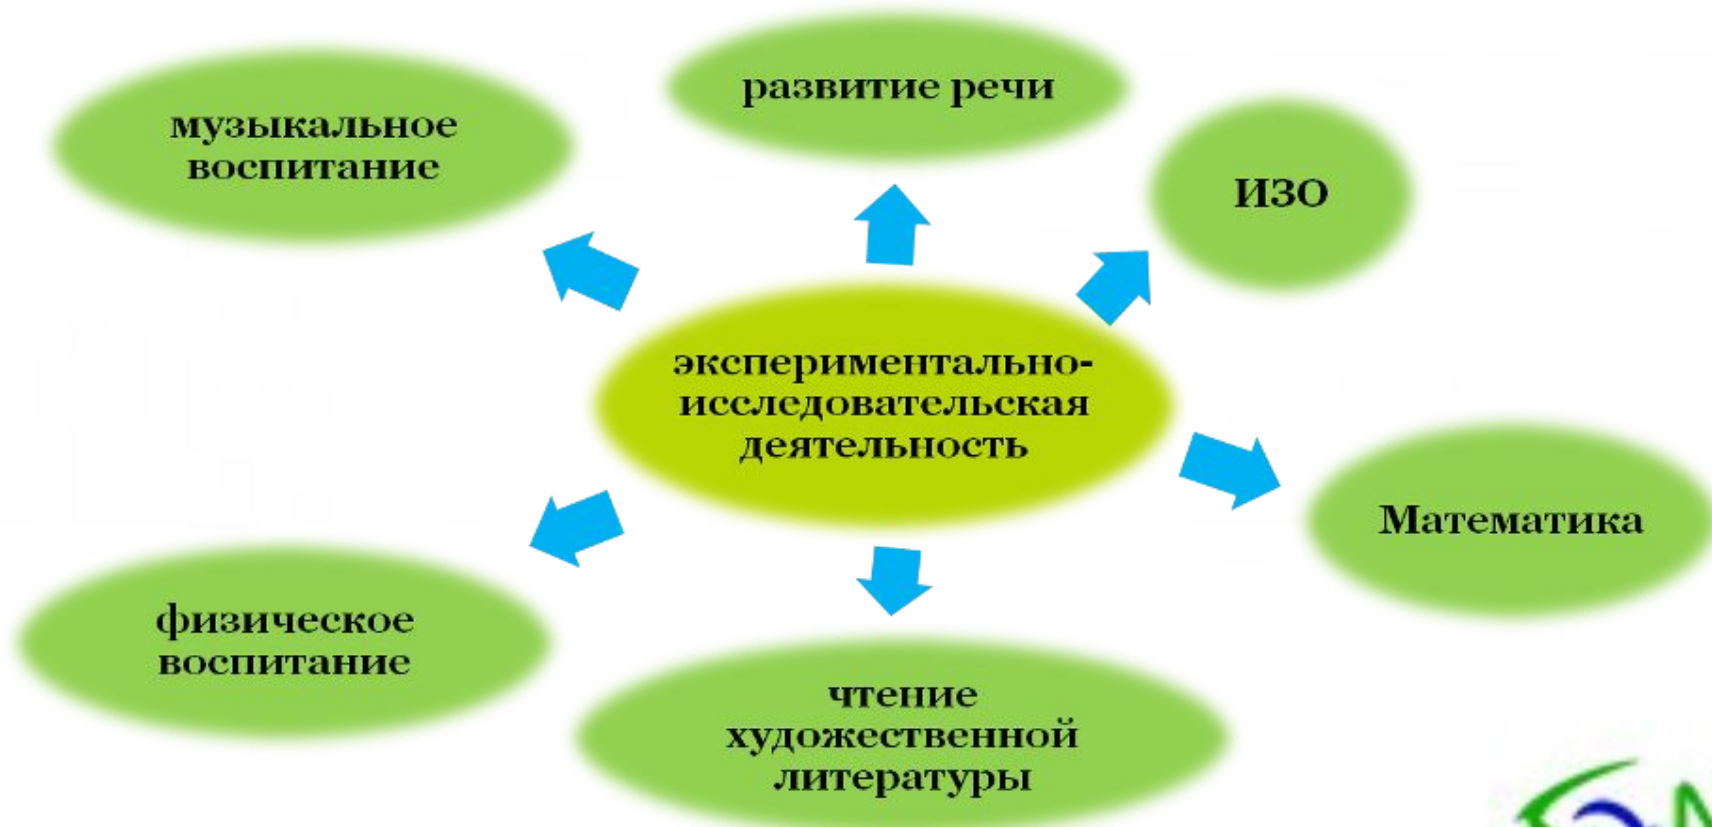 музыкальное
воспитание
развитие речи
ИЗО
экспериментально-
исследовательская
деятельность
Математика
физическое
воспитание
чтение
художественной
литературы